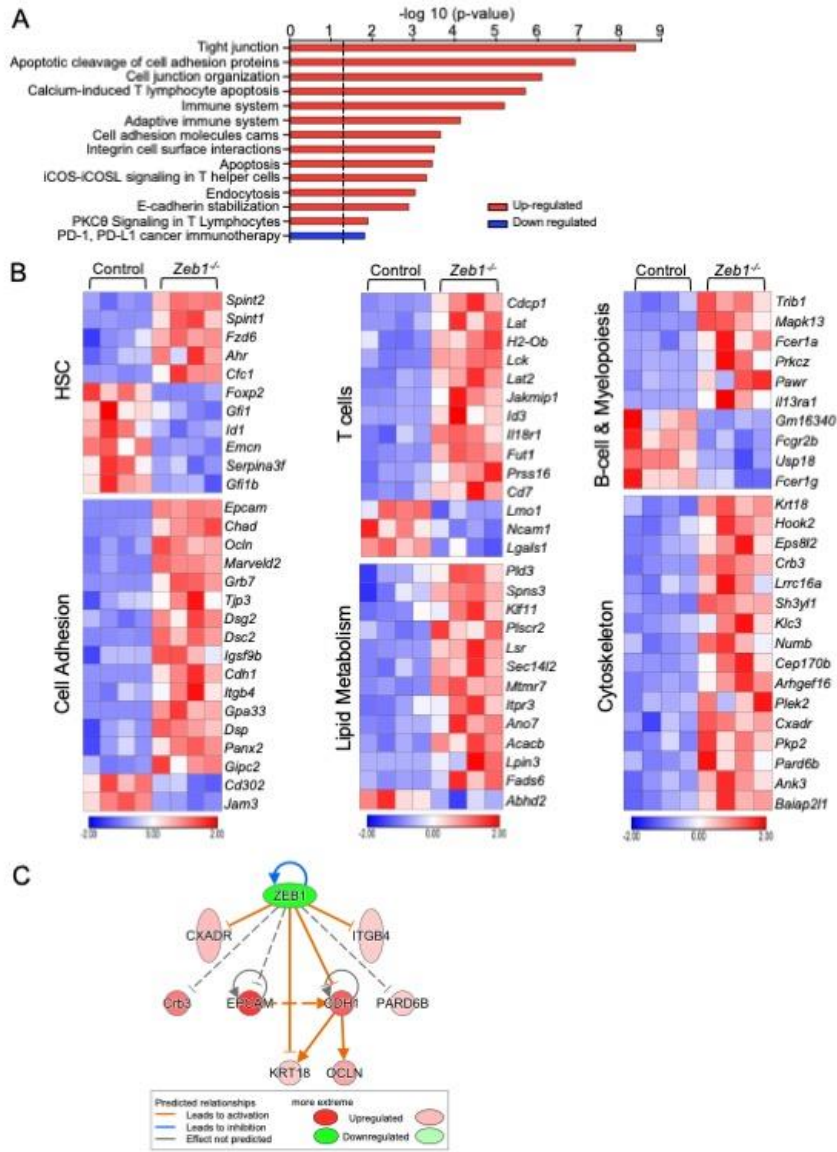 A
-log 10 (p-value)
0 1 2 3 4 5 6 7 8 9
Tight junction
Apoptotic cleavage of cell adhesion proteins
Cell junction organization
Calcium-induced T lymphocyte apoptosis
Immune system
Adaptive immune system
Cell adhesion molecules cams
Integrin cell surface interactions
Apoptosis
iCOS-iCOSL signaling in T helper cells
Endocytosis
E-cadherin stabilization
PKCθ Signaling in T Lymphocytes
PD-1, PD-L1 cancer immunotherapy
Up-regulated
Down regulated
B
Control Zeb1-/-
HSC
Spint2
Spint1
Fzd6
Ahr
Cfc1
Foxp2
Gfi1
Id1
Emcn
Serpina3f
Gfi1b
Cell Adhesion
Epcam
Chad
Ocln
Marveld2
Grb7
Tjp3
Dsg2
Dsc2
Igsf9b
Cdh1
Itgb4
Gpa33
Dsp
Panx2
Gipc2
Cd302
Jam3
-2.00 0.00 2.00
Control Zeb1-/-
T cells
Cdcp1
Lat
H2-Ob
Lck
Lat2
Jakmip1
Id3
Il18r1
Fut1
Prss16
Cd7
Lmo1
Ncam1
Lgals1
Lipid Metabolism
Pld3
Spns3
Klf11
Plscr2
Lsr
Sec14l2
Mtmr7
Itpr3
Ano7
Acacb
Lpin3
Fads6
Abhd2
-2.00 0.00 2.00
Control Zeb1-/-
B-cell & Myelopoiesis
Trib1
Mapk13
Fcer1a
Prkcz
Pawr
il13ra1
Gm16340
Fcgr2b
Usp18
Fcer1g
Cytoskeleton
Krt18
Hook2
Eps8l2
Crb3
Lrrc16a
Sh3yl1
Klc3
Numb
Cep170b
Arhgef16
Plek2
Cxadr
Pkp2
Pard6b
Ank3
Baiap2l1
-2.00 0.00 2.00
C
ZEB1
CXADR
ITGB4
Crb3
EPCAM
CDH1
PARD6B
KRT18
OCLN
Predicted relationships
Leads to activation
Leads to inhibition
Effect not predicted
more extreme
Upregulated
Downregulated